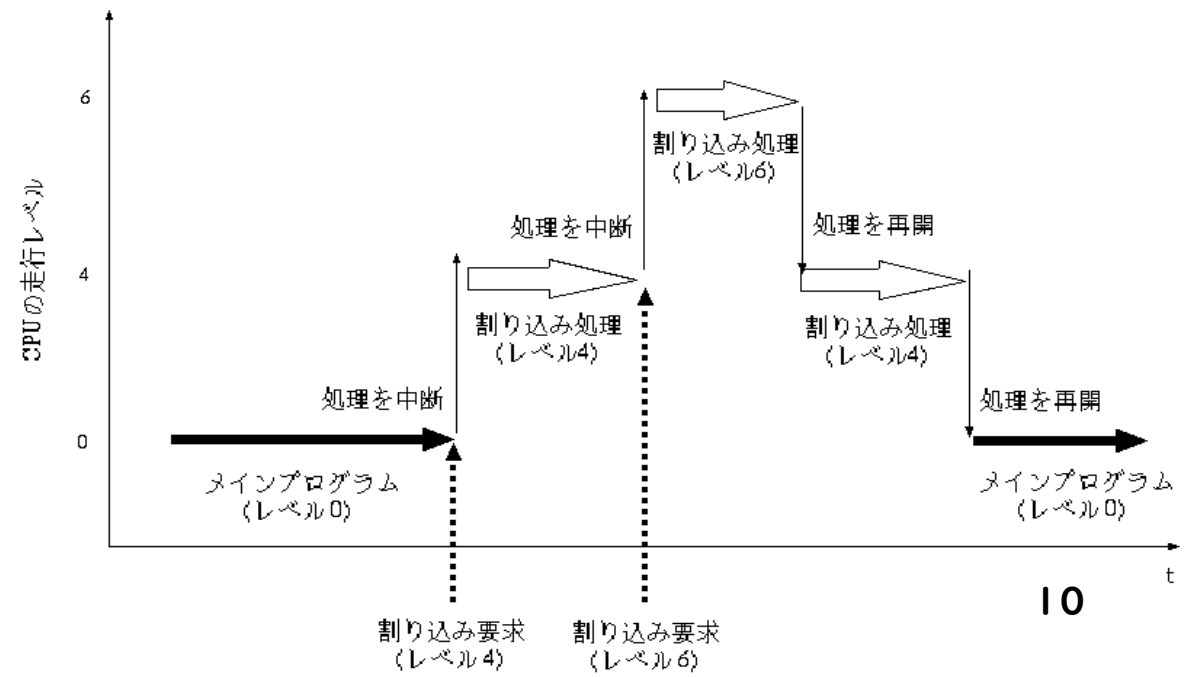 6
割り込み処理
(レベル6)
処理を中断
処理を再開
CPUの走行レベル
4
割り込み処理
(レベル4)
割り込み処理
(レベル4)
処理を中断
処理を再開
0
メインプログラム
(レベル0)
メインプログラム
(レベル0)
t
10
割り込み要求
(レベル4)
割り込み要求
(レベル6)